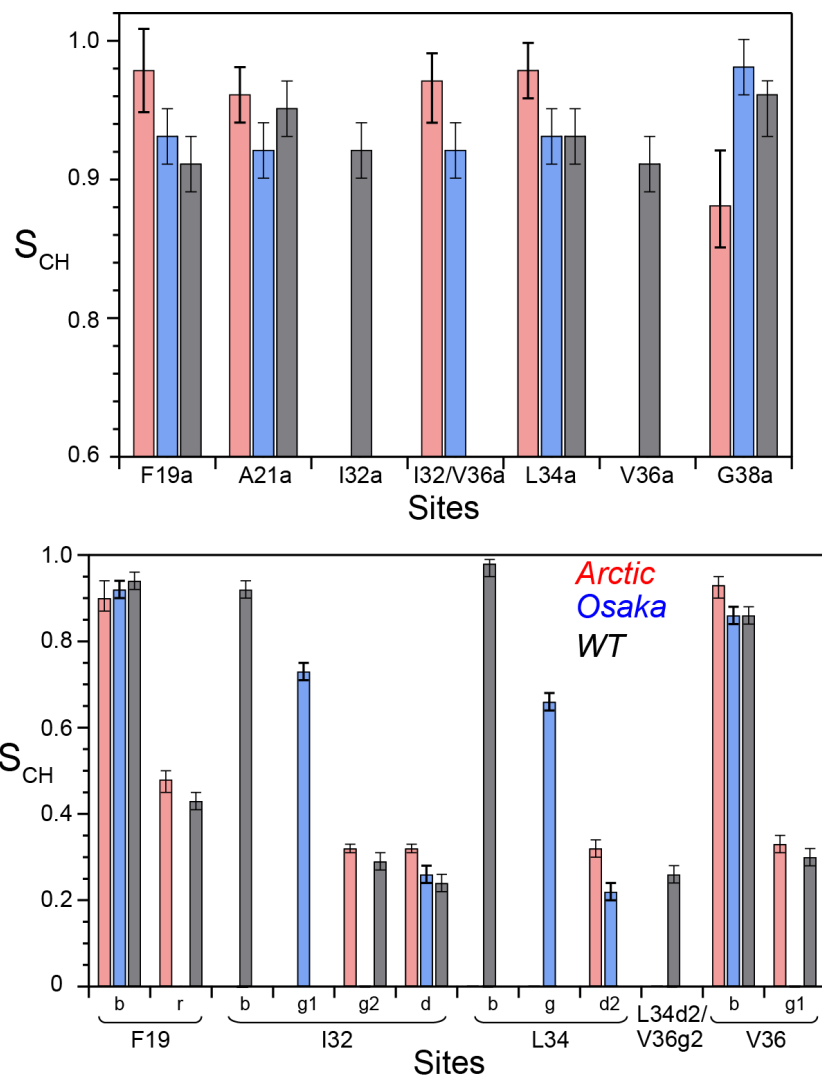 1.0
0.9
S_CH
0.8
0.6
F19a A21a I32a I32/V36a L34a V36a G38a
Sites
1.0
Arctic
Osaka
0.8
WT
0.6
S_CH
0.4
0.2
0
b r b g1 g2 d b g d2 L34d2/ b g1
F19 I32 L34 V36g2 V36
Sites